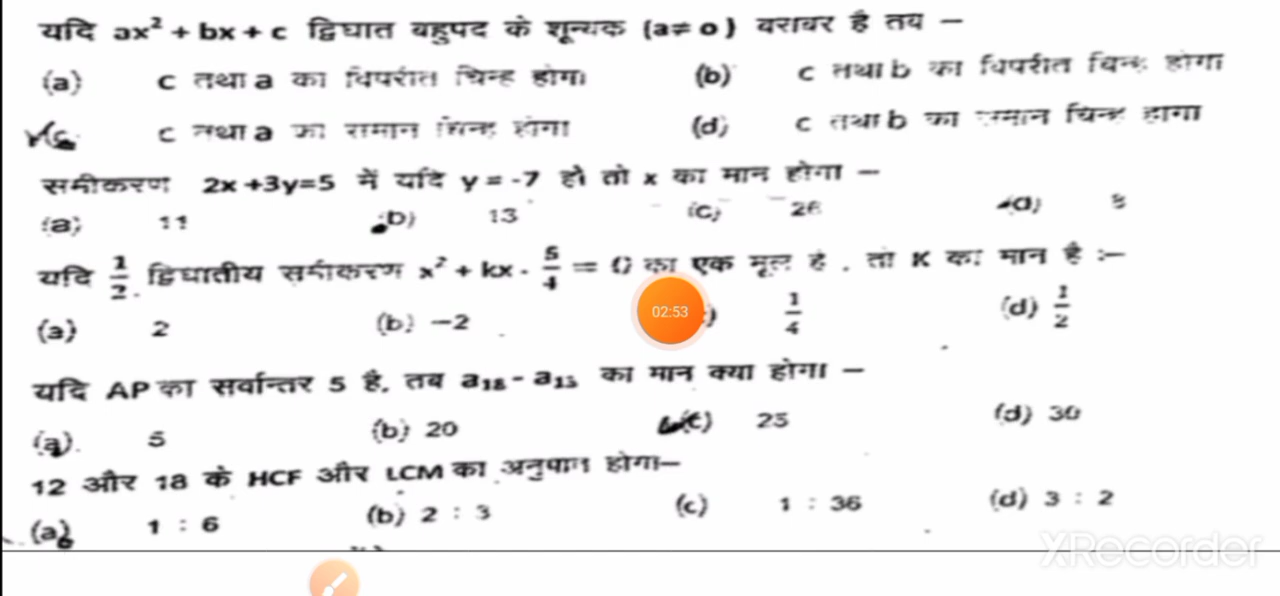 यदि ax² + bx + c द्विघात बहुपद के शून्यक (a≠0) बराबर है तब –
(a) c तथा a का विपरीत चिन्ह होगा (b) c तथा b का विपरीत चिन्ह होगा
c तथा a का समान चिन्ह होगा (d) c तथा b का समान चिन्ह होगा
समीकरण 2x +3y=5 में यदि y = -7 हो तो x का मान होगा –
(a) 11 (b) 13 (c) 26 (d) 8
यदि 1/2 द्विघातीय समीकरण x² + kx - 5/4 = 0 का एक मूल है , तो K का मान है :–
(a) 2 (b) –2 02:53 1/4 (d) 1/2
यदि AP का सर्वान्तर 5 है, तब a₁₈ - a₁₃ का मान क्या होगा –
(a) 5 (b) 20 (c) 25 (d) 30
12 और 18 के HCF और LCM का अनुपात होगा–
(a) 1 : 6 (b) 2 : 3 (c) 1 : 36 (d) 3 : 2
XRecorder